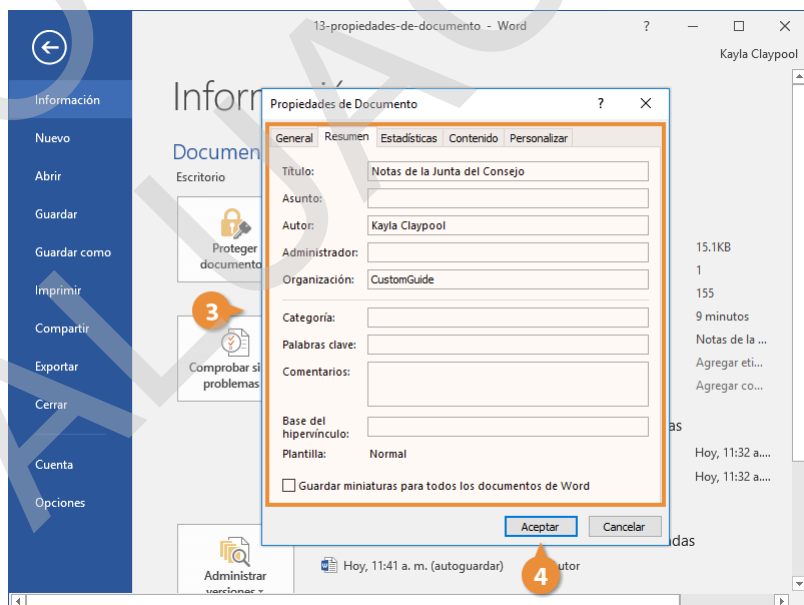 13-propiedades-de-documento - Word ?
Kayla Claypool
Información
Nuevo
Abrir
Guardar
Guardar como
Imprimir
Compartir
Exportar
Cerrar
Cuenta
Opciones
Escritorio
Proteger
documento
3
Comprobar si
problemas
Administrar
versiones
Propiedades de Documento ?
General Resumen Estadísticas Contenido Personalizar
Título: Notas de la Junta del Consejo
Asunto:
Autor: Kayla Claypool
Administrador:
Organización: CustomGuide
Categoría:
Palabras clave:
Comentarios:
Base del
hipervínculo:
Plantilla: Normal
Guardar miniaturas para todos los documentos de Word
Aceptar Cancelar
4
15.1KB
1
155
9 minutos
Notas de la ...
Agregar eti...
Agregar co...
Hoy, 11:32 a....
Hoy, 11:32 a....
Hoy, 11:41 a. m. (autoguardar)